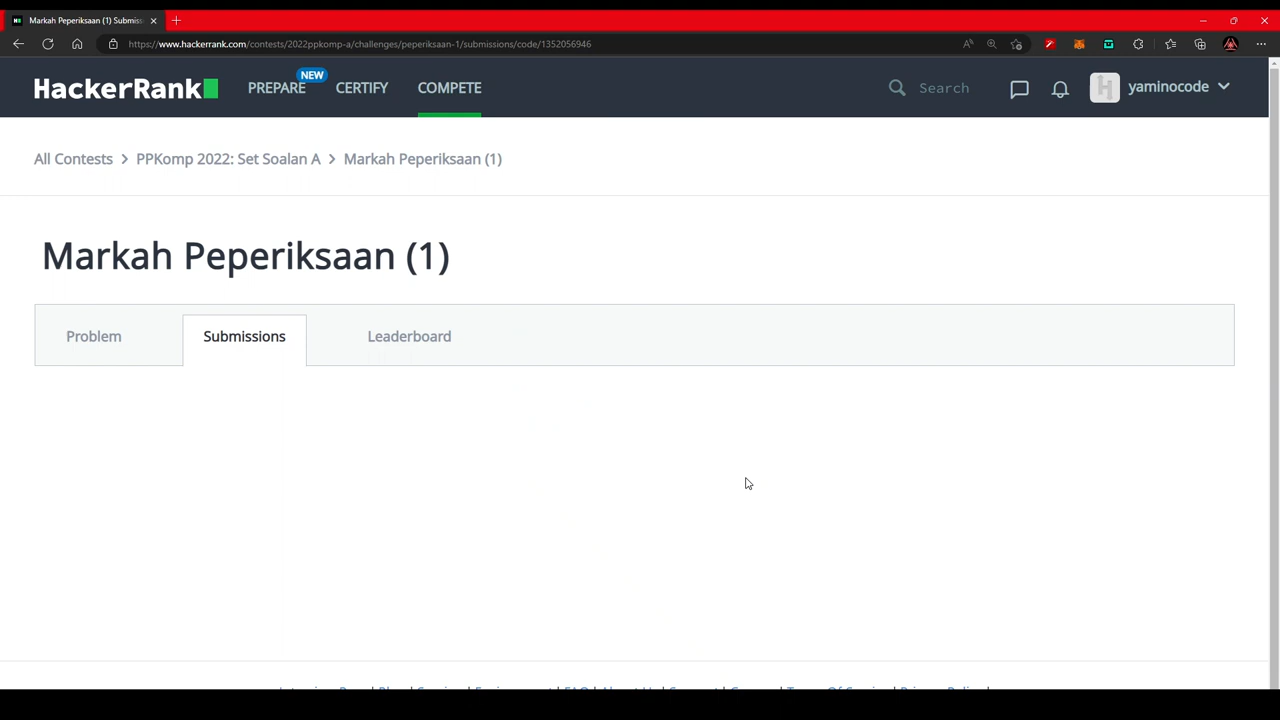 Markah Peperiksaan (1) Submiss
https://www.hackerrank.com/contests/2022ppkomp-a/challenges/peperiksaan-1/submissions/code/1352056946
HackerRank
PREPARE
NEW
CERTIFY
COMPETE
Search
yaminocode
All Contests > PPKomp 2022: Set Soalan A > Markah Peperiksaan (1)
Markah Peperiksaan (1)
Problem
Submissions
Leaderboard